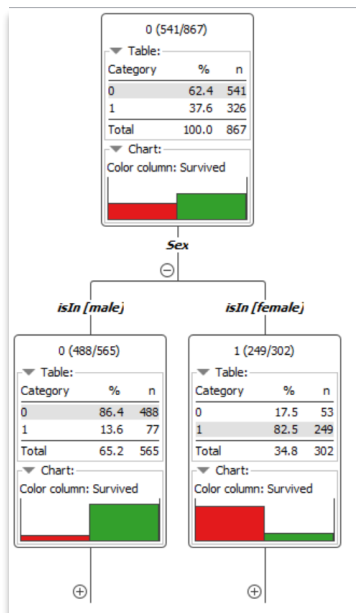 0 (541/867)
Table:
Category % n
0 62.4 541
1 37.6 326
Total 100.0 867
Chart:
Color column: Survived
Sex
isIn [male]
isIn [female]
0 (488/565)
Table:
Category % n
0 86.4 488
1 13.6 77
Total 65.2 565
Chart:
Color column: Survived
1 (249/302)
Table:
Category % n
0 17.5 53
1 82.5 249
Total 34.8 302
Chart:
Color column: Survived